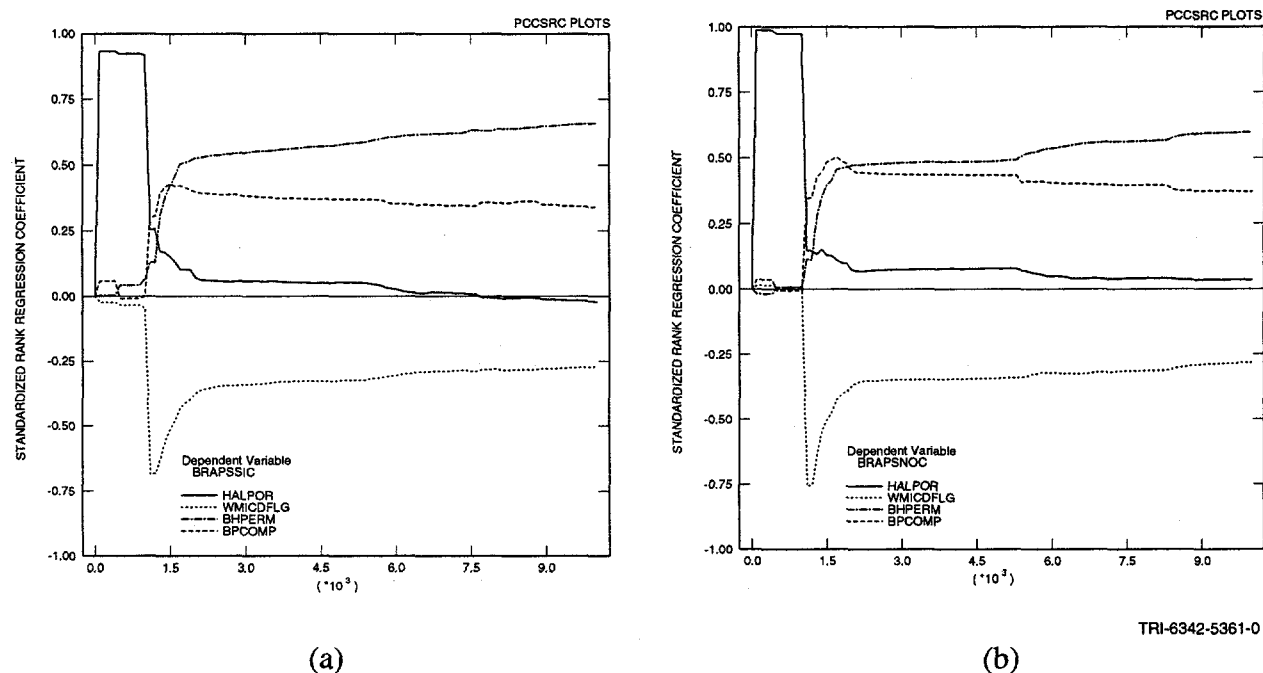 PCCSRC PLOTS
1.00
0.75
0.50
0.25
0.00
-0.25
-0.50
-0.75
-1.00
STANDARDIZED RANK REGRESSION COEFFICIENT
Dependent Variable
BRAPSSIC
HALPOR
WMICDFLG
BHPERM
BPCOMP
0.0 1.5 3.0 4.5 6.0 7.5 9.0
(*10³)
(a)
PCCSRC PLOTS
1.00
0.75
0.50
0.25
0.00
-0.25
-0.50
-0.75
-1.00
STANDARDIZED RANK REGRESSION COEFFICIENT
Dependent Variable
BRAPSNOC
HALPOR
WMICDFLG
BHPERM
BPCOMP
0.0 1.5 3.0 4.5 6.0 7.5 9.0
(*10³)
TRI-6342-5361-0
(b)